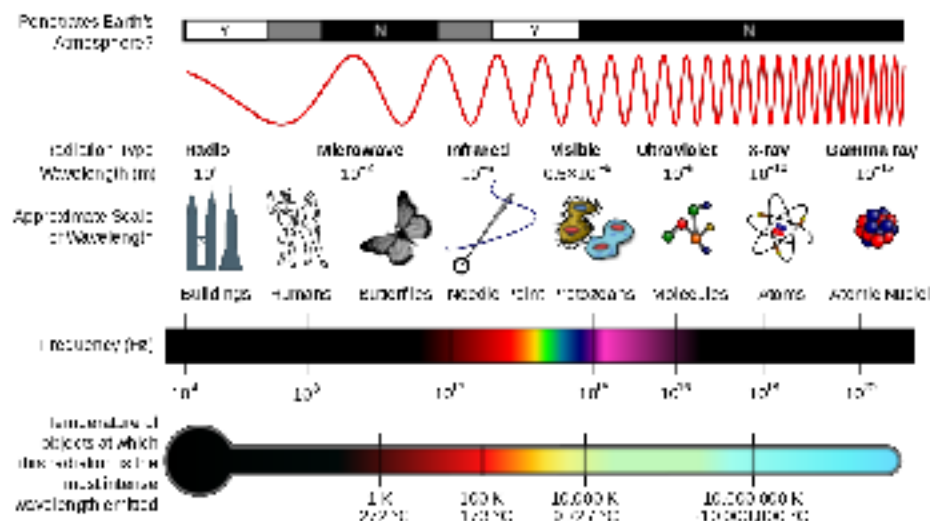 Penetrates Earth's
Atmosphere?
Y N Y N
Radiation Type
Radio Microwave Infrared Visible Ultraviolet X-ray Gamma ray
Wavelength (m)
Approximate Scale
of Wavelength
Buildings Humans Butterflies Needle Point Protozoans Molecules Atoms Atomic Nuclei
Frequency (Hz)
Temperature of
objects at which
this radiation is the
most intense
wavelength emitted
1 K 100 K 10,000 K 10,000,000 K